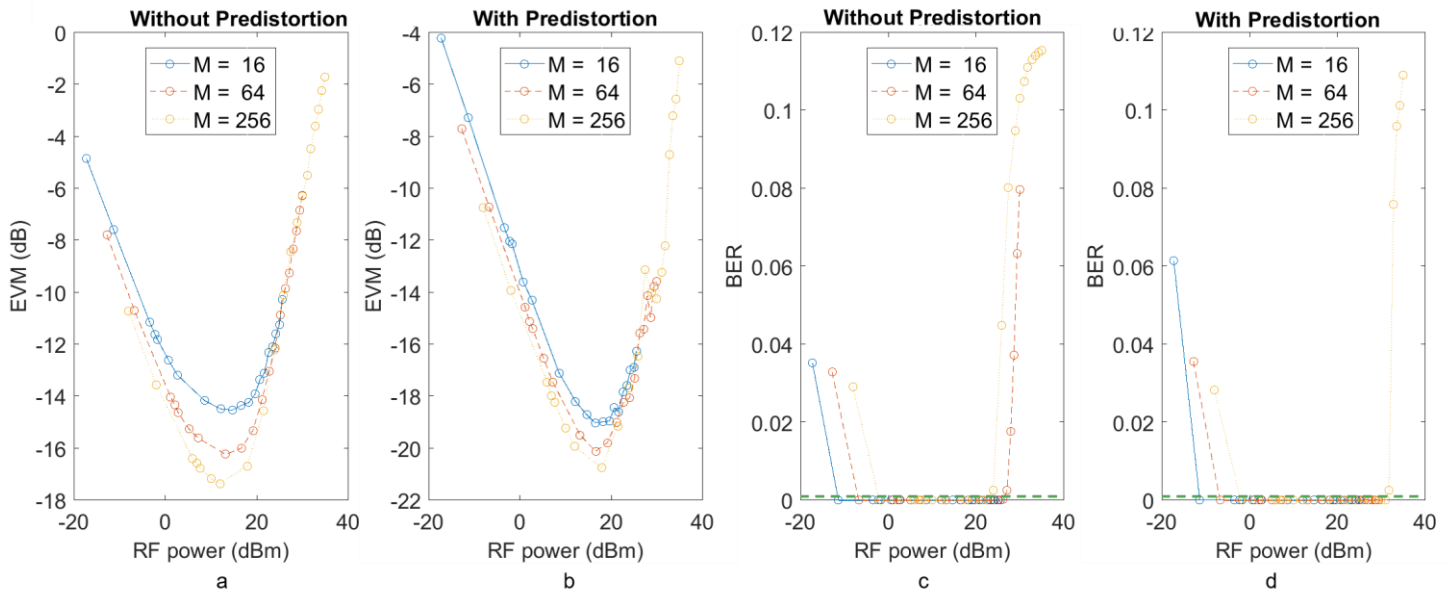 Without Predistortion
0
-2
-4
-6
-8
-10
-12
-14
-16
-18
EVM (dB)
M = 16
M = 64
M = 256
-20
0
20
40
RF power (dBm)
a
With Predistortion
-4
-6
-8
-10
-12
-14
-16
-18
-20
-22
EVM (dB)
M = 16
M = 64
M = 256
-20
0
20
40
RF power (dBm)
b
Without Predistortion
0.12
0.1
0.08
0.06
0.04
0.02
0
BER
M = 16
M = 64
M = 256
-20
0
20
40
RF power (dBm)
c
With Predistortion
0.12
0.1
0.08
0.06
0.04
0.02
0
BER
M = 16
M = 64
M = 256
-20
0
20
40
RF power (dBm)
d